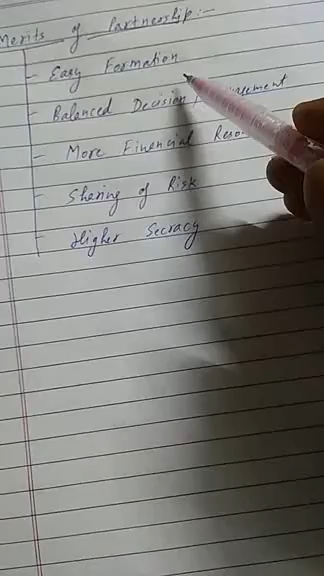 Merits of Partnership:-
- Easy Formation
- Balanced Decision
- More Financial
- Sharing of Risk
- Higher Secracy